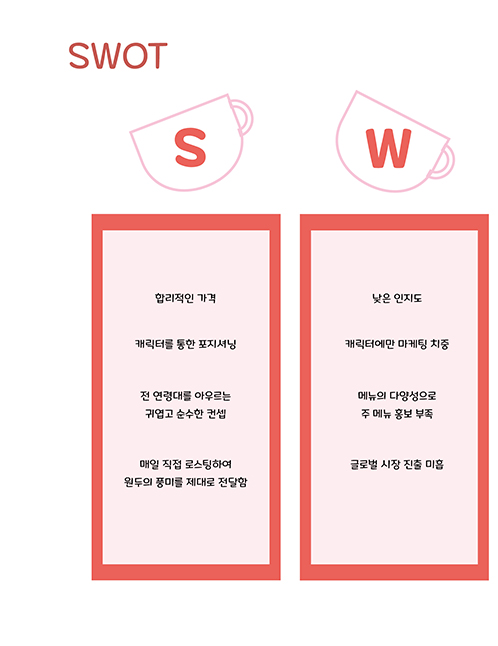 SWOT
S
합리적인 가격
캐릭터를 통한 포지셔닝
전 연령대를 아우르는
귀엽고 순수한 컨셉
매일 직접 로스팅하여
원두의 풍미를 제대로 전달함
W
낮은 인지도
캐릭터에만 마케팅 치중
메뉴의 다양성으로
주 메뉴 홍보 부족
글로벌 시장 진출 미흡